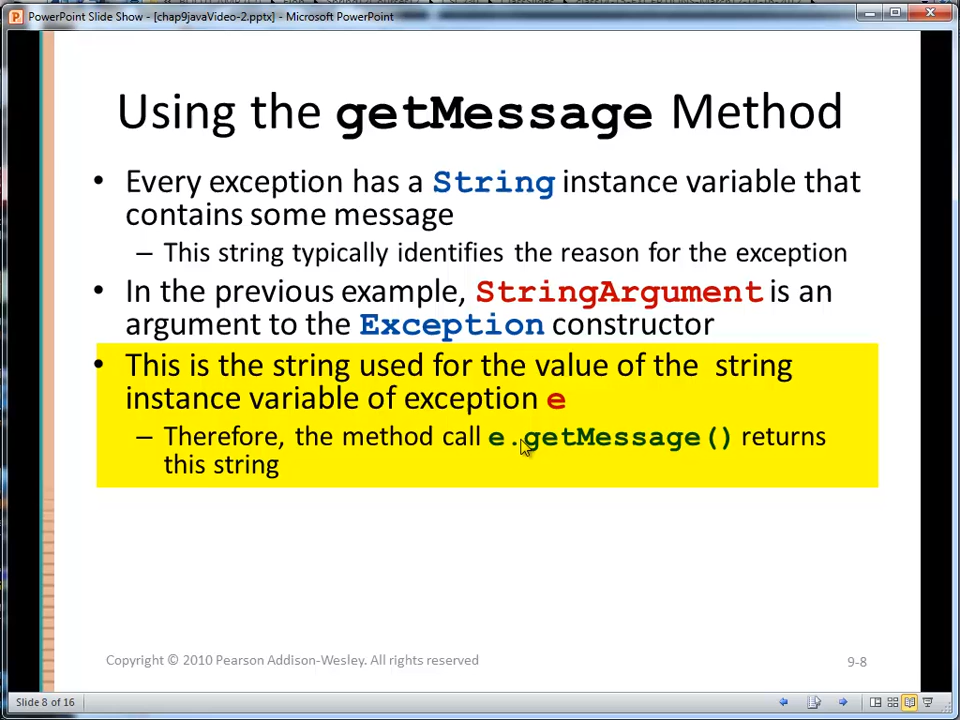 PowerPoint Slide Show - [chap9javaVideo-2.pptx] - Microsoft PowerPoint
Using the getMessage Method
• Every exception has a String instance variable that
contains some message
– This string typically identifies the reason for the exception
• In the previous example, StringArgument is an
argument to the Exception constructor
• This is the string used for the value of the string
instance variable of exception e
– Therefore, the method call e.getMessage() returns
this string
Copyright © 2010 Pearson Addison-Wesley. All rights reserved
9-8
Slide 8 of 16